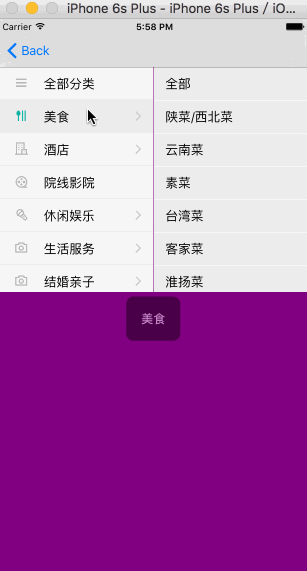 iPhone 6s Plus - iPhone 6s Plus / iO...
Carrier 5:58 PM
Back
全部分类
美食
酒店
院线影院
休闲娱乐
生活服务
结婚亲子
全部
陕菜/西北菜
云南菜
素菜
台湾菜
客家菜
淮扬菜
美食